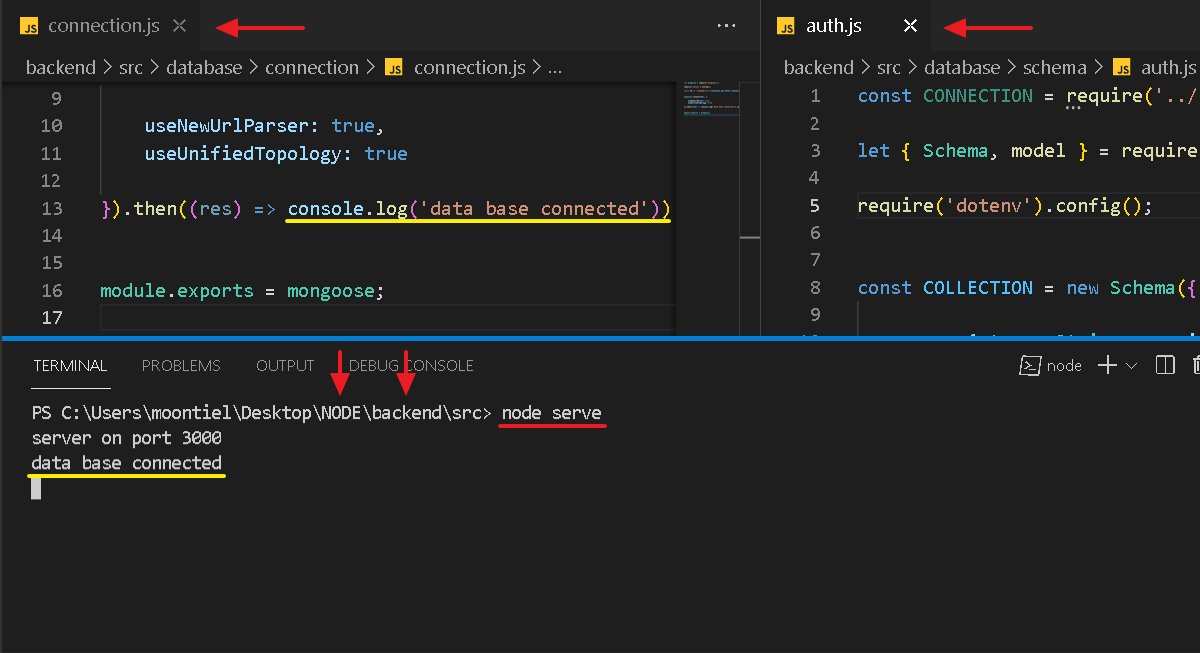 JS connection.js
backend > src > database > connection > JS connection.js > ...
9
10 useNewUrlParser: true,
11 useUnifiedTopology: true
12
13 }).then((res) => console.log('data base connected'))
14
15
16 module.exports = mongoose;
17
JS auth.js
backend > src > database > schema > JS auth.js
1 const CONNECTION = require('../
2
3 let { Schema, model } = require
4
5 require('dotenv').config();
6
7
8 const COLLECTION = new Schema({
9
TERMINAL PROBLEMS OUTPUT DEBUG CONSOLE
node
PS C:\Users\moontiel\Desktop\NODE\backend\src> node serve
server on port 3000
data base connected